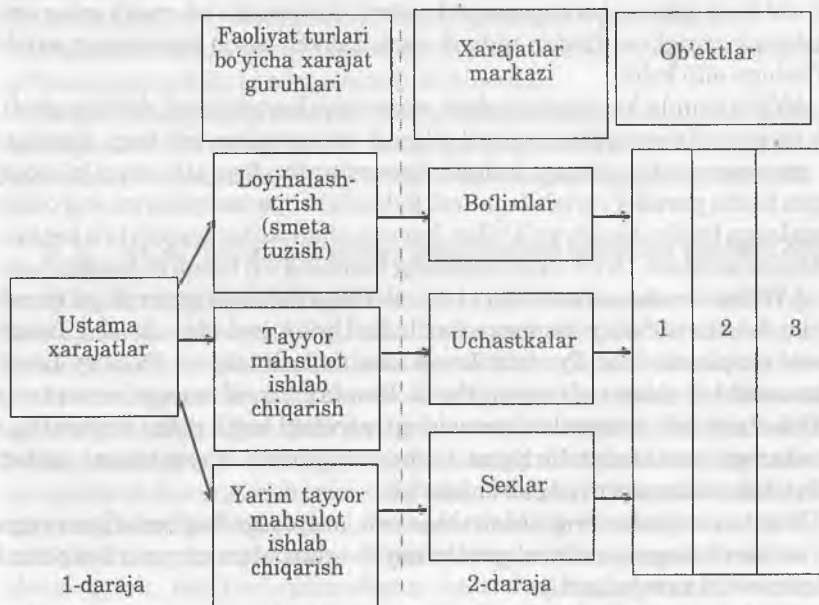 Faoliyat turlari
bo‘yicha xarajat
guruhlari
Xarajatlar
markazi
Ob‘ektlar
Loyihalash-
tirish
(smeta
tuzish)
Bo‘limlar
Ustama
xarajatlar
Tayyor
mahsulot
ishlab
chiqarish
Uchastkalar
1 2 3
Yarim tayyor
mahsulot
ishlab
chiqarish
Sexlar
1-daraja
2-daraja